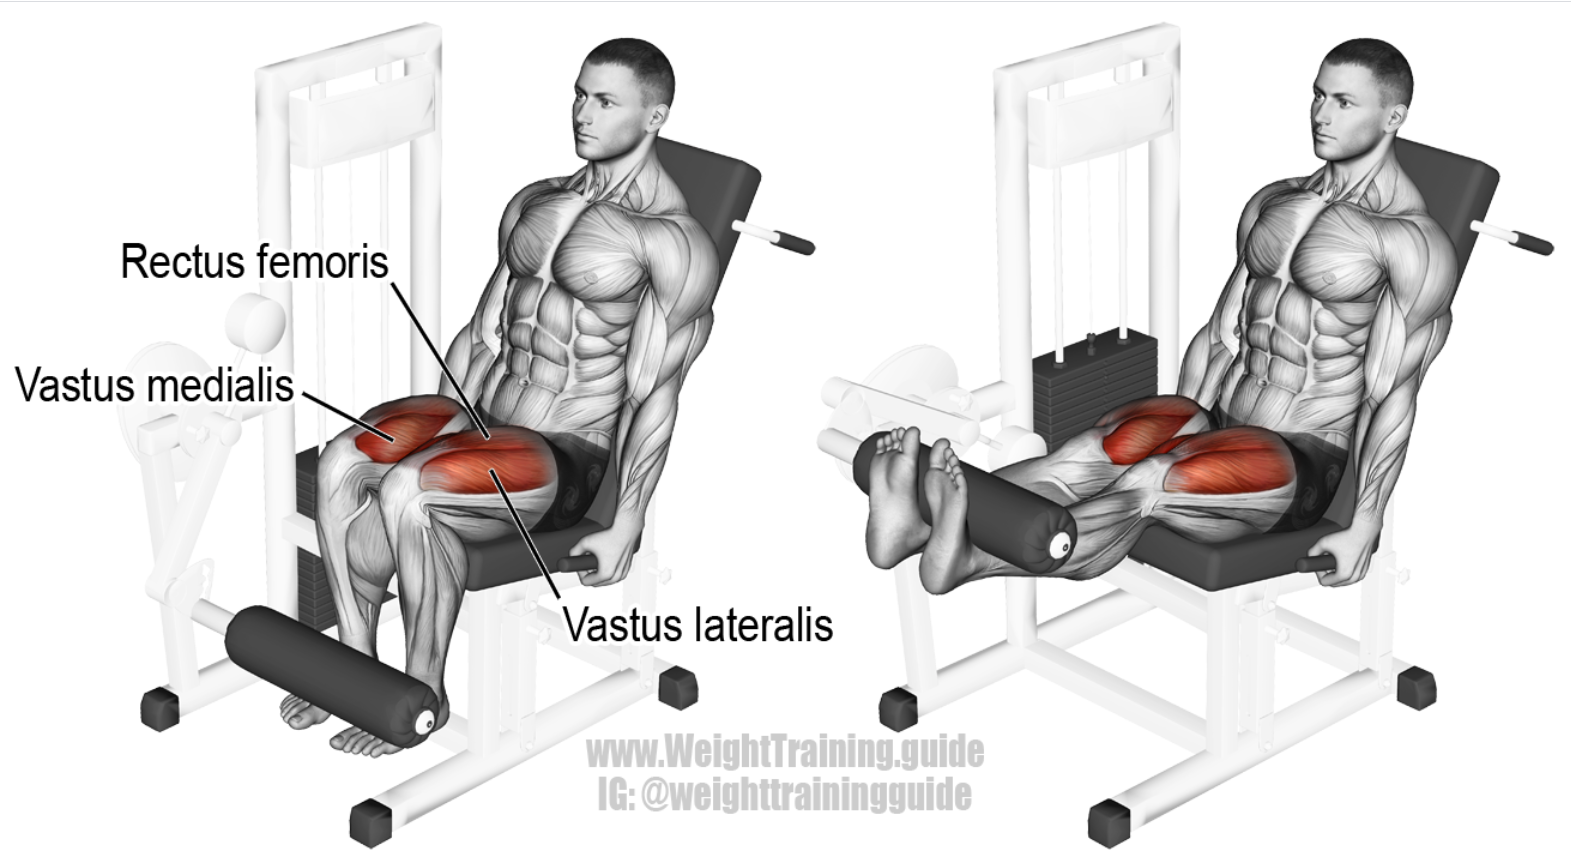 Rectus femoris
Vastus medialis
Vastus lateralis
www.WeightTraining.guide
IG: @weighttrainingguide